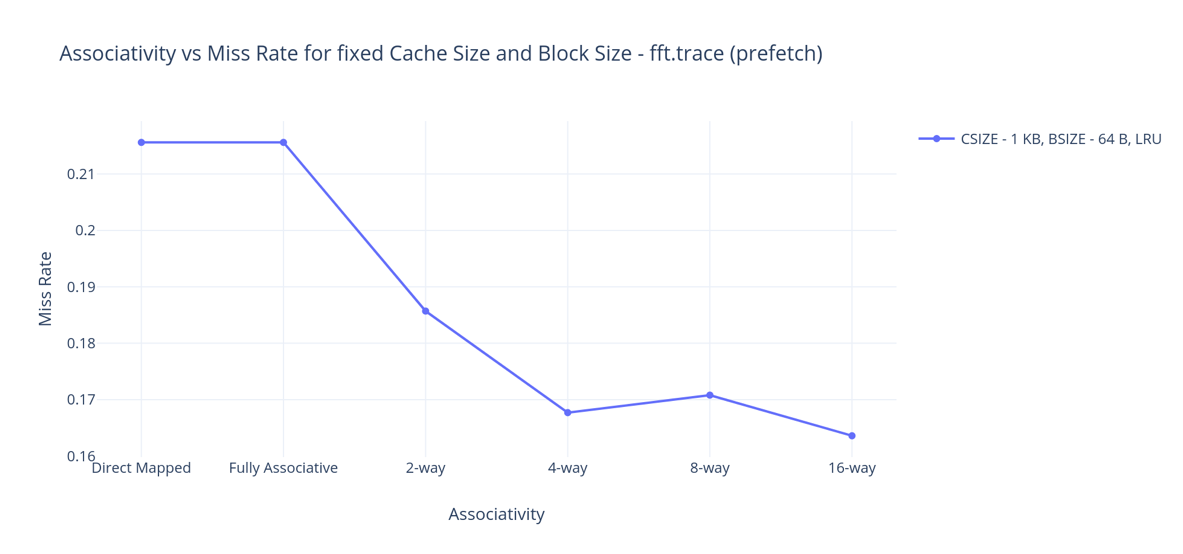 Associativity vs Miss Rate for fixed Cache Size and Block Size - fft.trace (prefetch)
CSIZE - 1 KB, BSIZE - 64 B, LRU
Miss Rate
0.21
0.2
0.19
0.18
0.17
0.16
Direct Mapped Fully Associative 2-way 4-way 8-way 16-way
Associativity